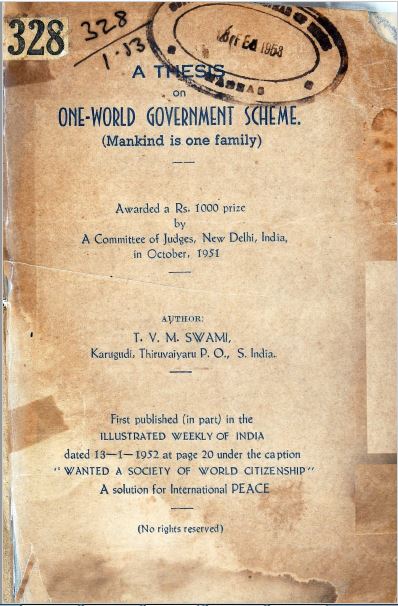 328
328
1.13
FEB 1953
MADRAS
A THESIS
on
ONE-WORLD GOVERNMENT SCHEME.
(Mankind is one family)
Awarded a Rs. 1000 prize
by
A Committee of Judges, New Delhi, India,
in October, 1951
AUTHOR:
T. V. M. SWAMI,
Karugudi, Thiruvaiyaru P. O., S. India.
First published (in part) in the
ILLUSTRATED WEEKLY OF INDIA
dated 13—1—1952 at page 20 under the caption
"WANTED A SOCIETY OF WORLD CITIZENSHIP"
A solution for International PEACE
(No rights reserved)